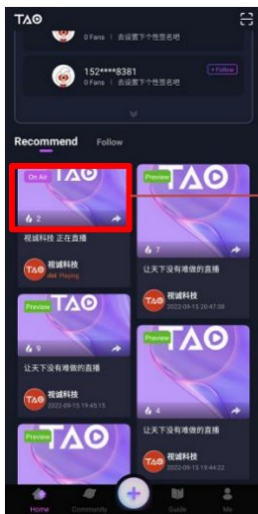 TAO
0 Fans | 去设置下个性签名吧
152****8381
+Follow
0 Fans | 去设置下个性签名吧
Recommend Follow
On Air
TAO
2
视诚科技 正在直播
TAO 视诚科技
Playing
Preview
TAO
7
让天下没有难做的直播
TAO 视诚科技
2022-09-15 20:47:08
Preview
TAO
9
让天下没有难做的直播
TAO 视诚科技
2022-09-15 19:45:15
Preview
TAO
4
让天下没有难做的直播
TAO 视诚科技
2022-09-15 19:44:22
Preview
TAO
Home Community + Guide Me